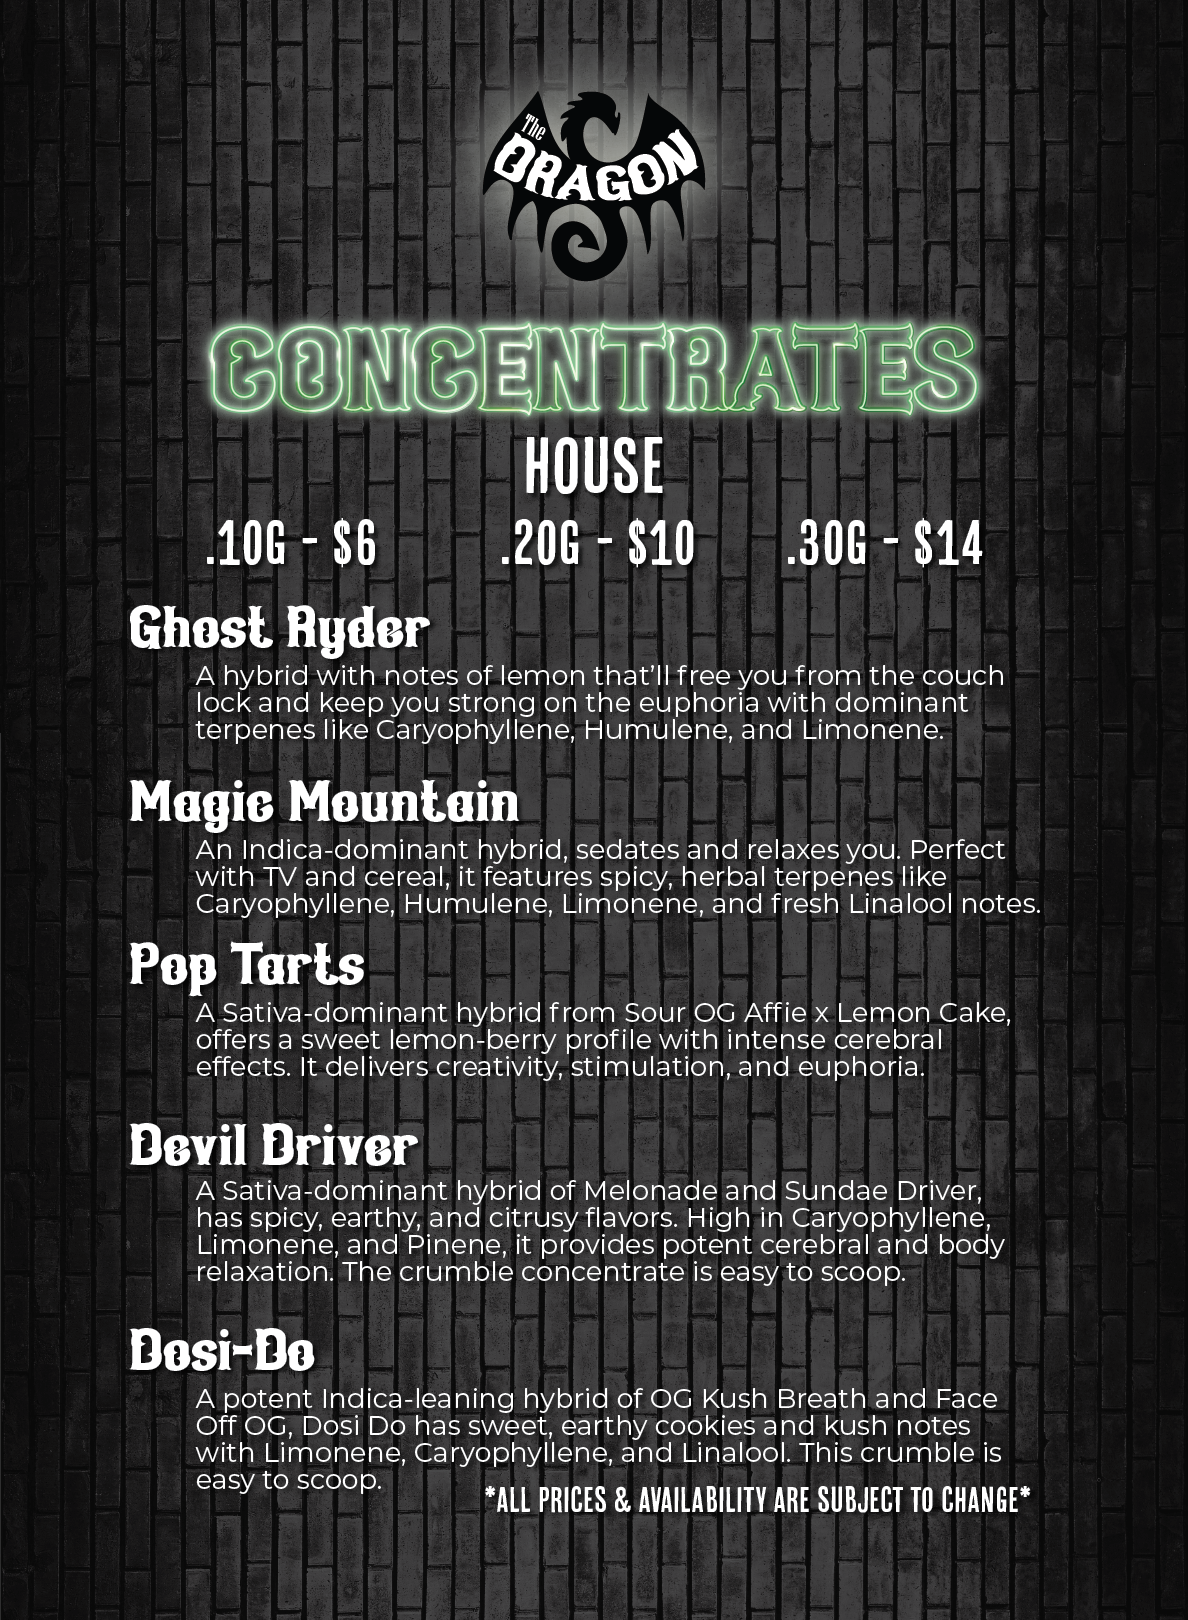 The
DRAGON
CONCENTRATES
HOUSE
.10G - $6 .20G - $10 .30G - $14
Ghost Ryder
A hybrid with notes of lemon that'll free you from the couch
lock and keep you strong on the euphoria with dominant
terpenes like Caryophyllene, Humulene, and Limonene.
Magic Mountain
An Indica-dominant hybrid, sedates and relaxes you. Perfect
with TV and cereal, it features spicy, herbal terpenes like
Caryophyllene, Humulene, Limonene, and fresh Linalool notes.
Pop Tarts
A Sativa-dominant hybrid from Sour OG Affie x Lemon Cake,
offers a sweet lemon-berry profile with intense cerebral
effects. It delivers creativity, stimulation, and euphoria.
Devil Driver
A Sativa-dominant hybrid of Melonade and Sundae Driver,
has spicy, earthy, and citrusy flavors. High in Caryophyllene,
Limonene, and Pinene, it provides potent cerebral and body
relaxation. The crumble concentrate is easy to scoop.
Dosi-Do
A potent Indica-leaning hybrid of OG Kush Breath and Face
Off OG, Dosi Do has sweet, earthy cookies and kush notes
with Limonene, Caryophyllene, and Linalool. This crumble is
easy to scoop.
*ALL PRICES & AVAILABILITY ARE SUBJECT TO CHANGE*